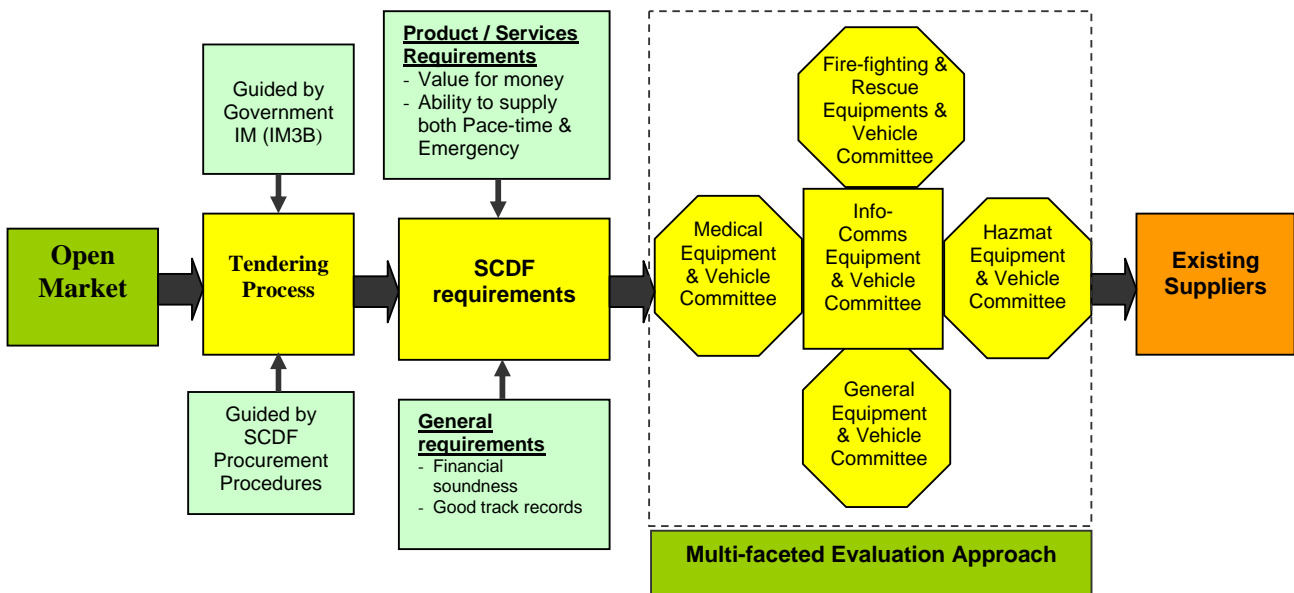 Open
Market
Guided by
Government
IM (IM3B)
Tendering
Process
Guided by
SCDF
Procurement
Procedures
Product / Services
Requirements
- Value for money
- Ability to supply
both Pace-time &
Emergency
SCDF
requirements
General
requirements
- Financial
soundness
- Good track records
Fire-fighting &
Rescue
Equipments &
Vehicle
Committee
Medical
Equipment
& Vehicle
Committee
Info-
Comms
Equipment
& Vehicle
Committee
Hazmat
Equipment
& Vehicle
Committee
General
Equipment
& Vehicle
Committee
Multi-faceted Evaluation Approach
Existing
Suppliers